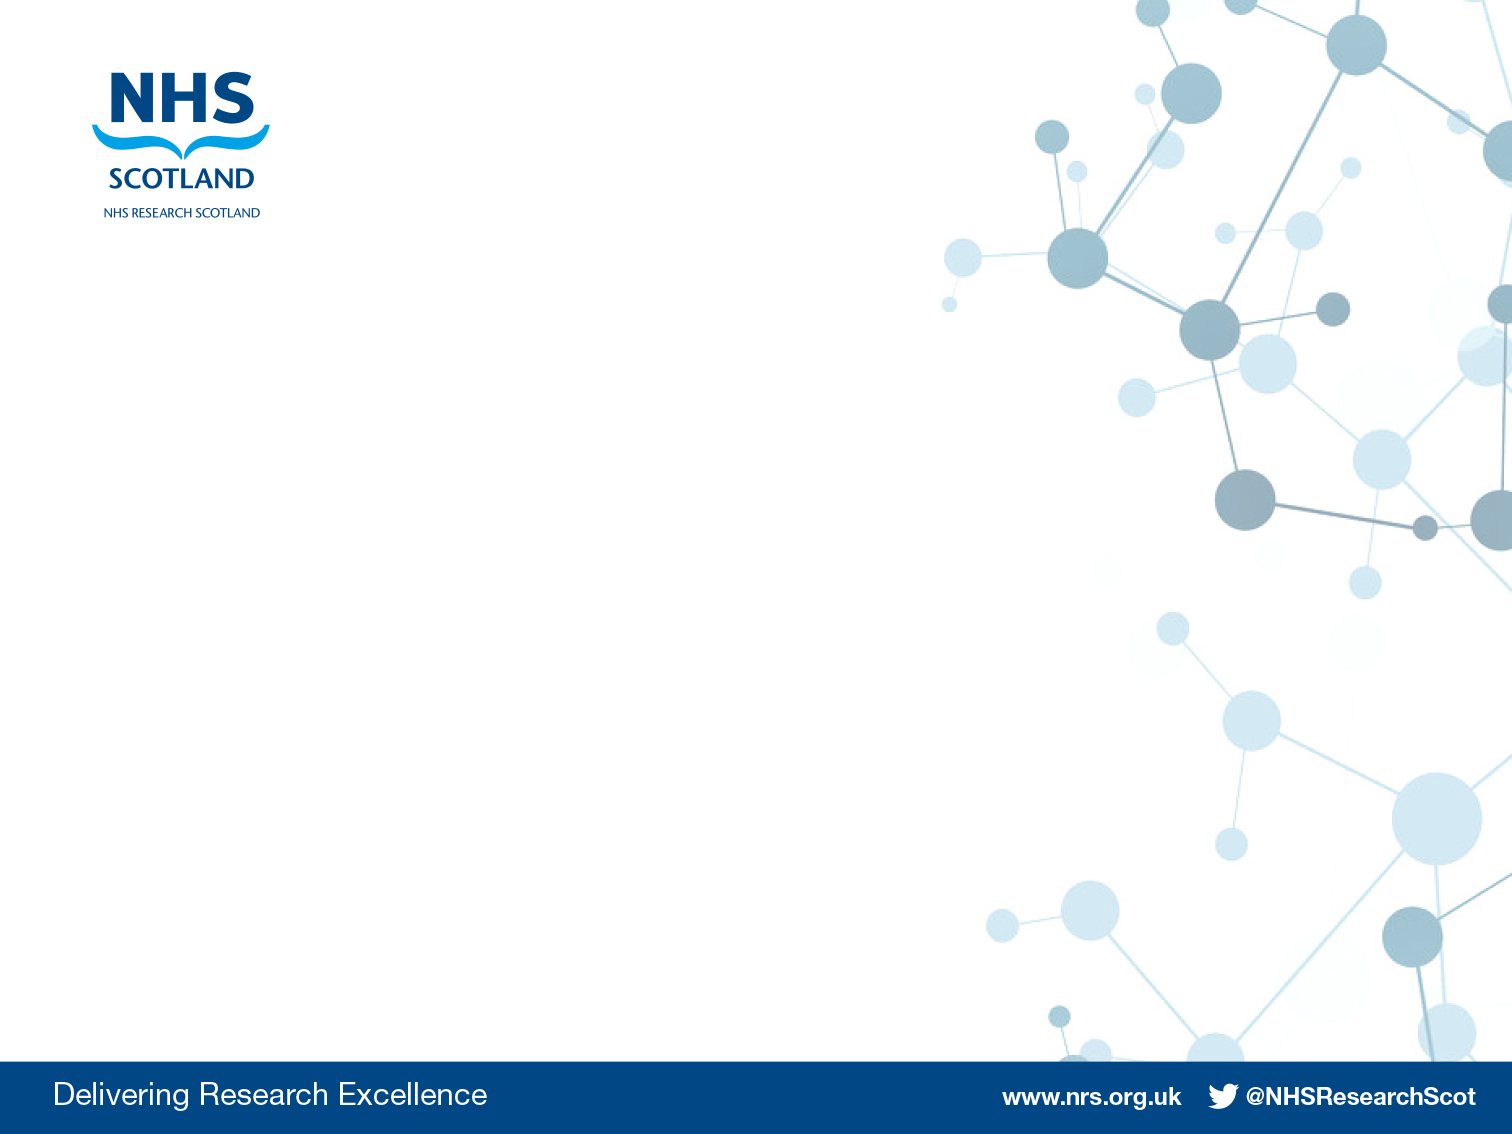 NHS
SCOTLAND
NHS RESEARCH SCOTLAND
Delivering Research Excellence
www.nrs.org.uk @NHSResearchScot